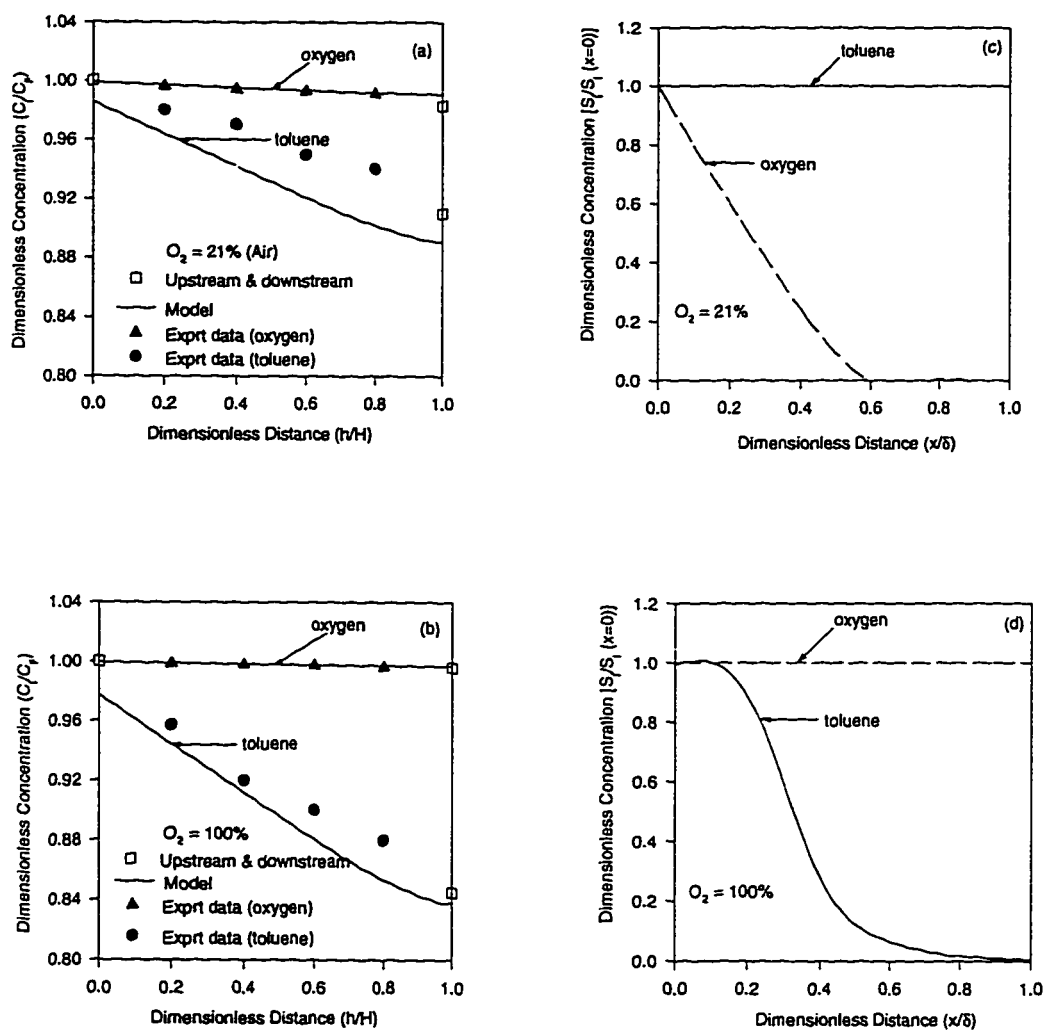 (a)
Dimensionless Concentration (Cᵢ/Cᵢᵢ)
1.04
1.00
0.96
0.92
0.88
0.84
0.80
oxygen
toluene
O₂ = 21% (Air)
Upstream & downstream
Model
Exprt data (oxygen)
Exprt data (toluene)
0.0 0.2 0.4 0.6 0.8 1.0
Dimensionless Distance (h/H)
(c)
Dimensionless Concentration [Sᵢ/Sᵢ (x=0)]
1.2
1.0
0.8
0.6
0.4
0.2
0.0
toluene
oxygen
O₂ = 21%
0.0 0.2 0.4 0.6 0.8 1.0
Dimensionless Distance (x/δ)
(b)
Dimensionless Concentration (Cᵢ/Cᵢᵢ)
1.04
1.00
0.96
0.92
0.88
0.84
0.80
oxygen
toluene
O₂ = 100%
Upstream & downstream
Model
Exprt data (oxygen)
Exprt data (toluene)
0.0 0.2 0.4 0.6 0.8 1.0
Dimensionless Distance (h/H)
(d)
Dimensionless Concentration [Sᵢ/Sᵢ (x=0)]
1.2
1.0
0.8
0.6
0.4
0.2
0.0
oxygen
toluene
O₂ = 100%
0.0 0.2 0.4 0.6 0.8 1.0
Dimensionless Distance (x/δ)